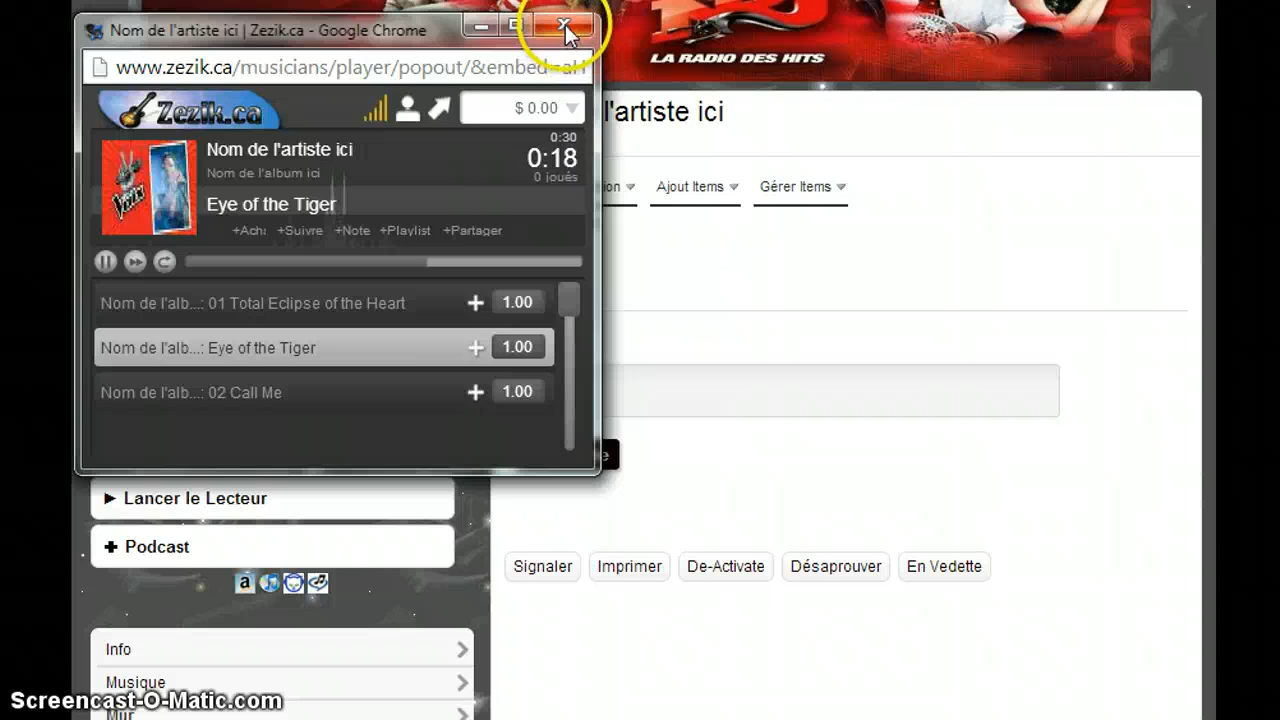 Nom de l'artiste ici | Zezik.ca - Google Chrome
www.zezik.ca/musicians/player/popout/&embed=aH
Zezik.ca
$ 0.00
Nom de l'artiste ici
Nom de l'album ici
Eye of the Tiger
0:30
0:18
0 joués
+Acha
+Suivre
+Note
+Playlist
+Partager
Nom de l'alb...: 01 Total Eclipse of the Heart
1.00
Nom de l'alb...: Eye of the Tiger
1.00
Nom de l'alb...: 02 Call Me
1.00
LA RADIO DES HITS
l'artiste ici
ion
Ajout Items
Gérer Items
e
Lancer le Lecteur
Podcast
Signaler
Imprimer
De-Activate
Désaprouver
En Vedette
Info
Musique
Mur
Screencast-O-Matic.com